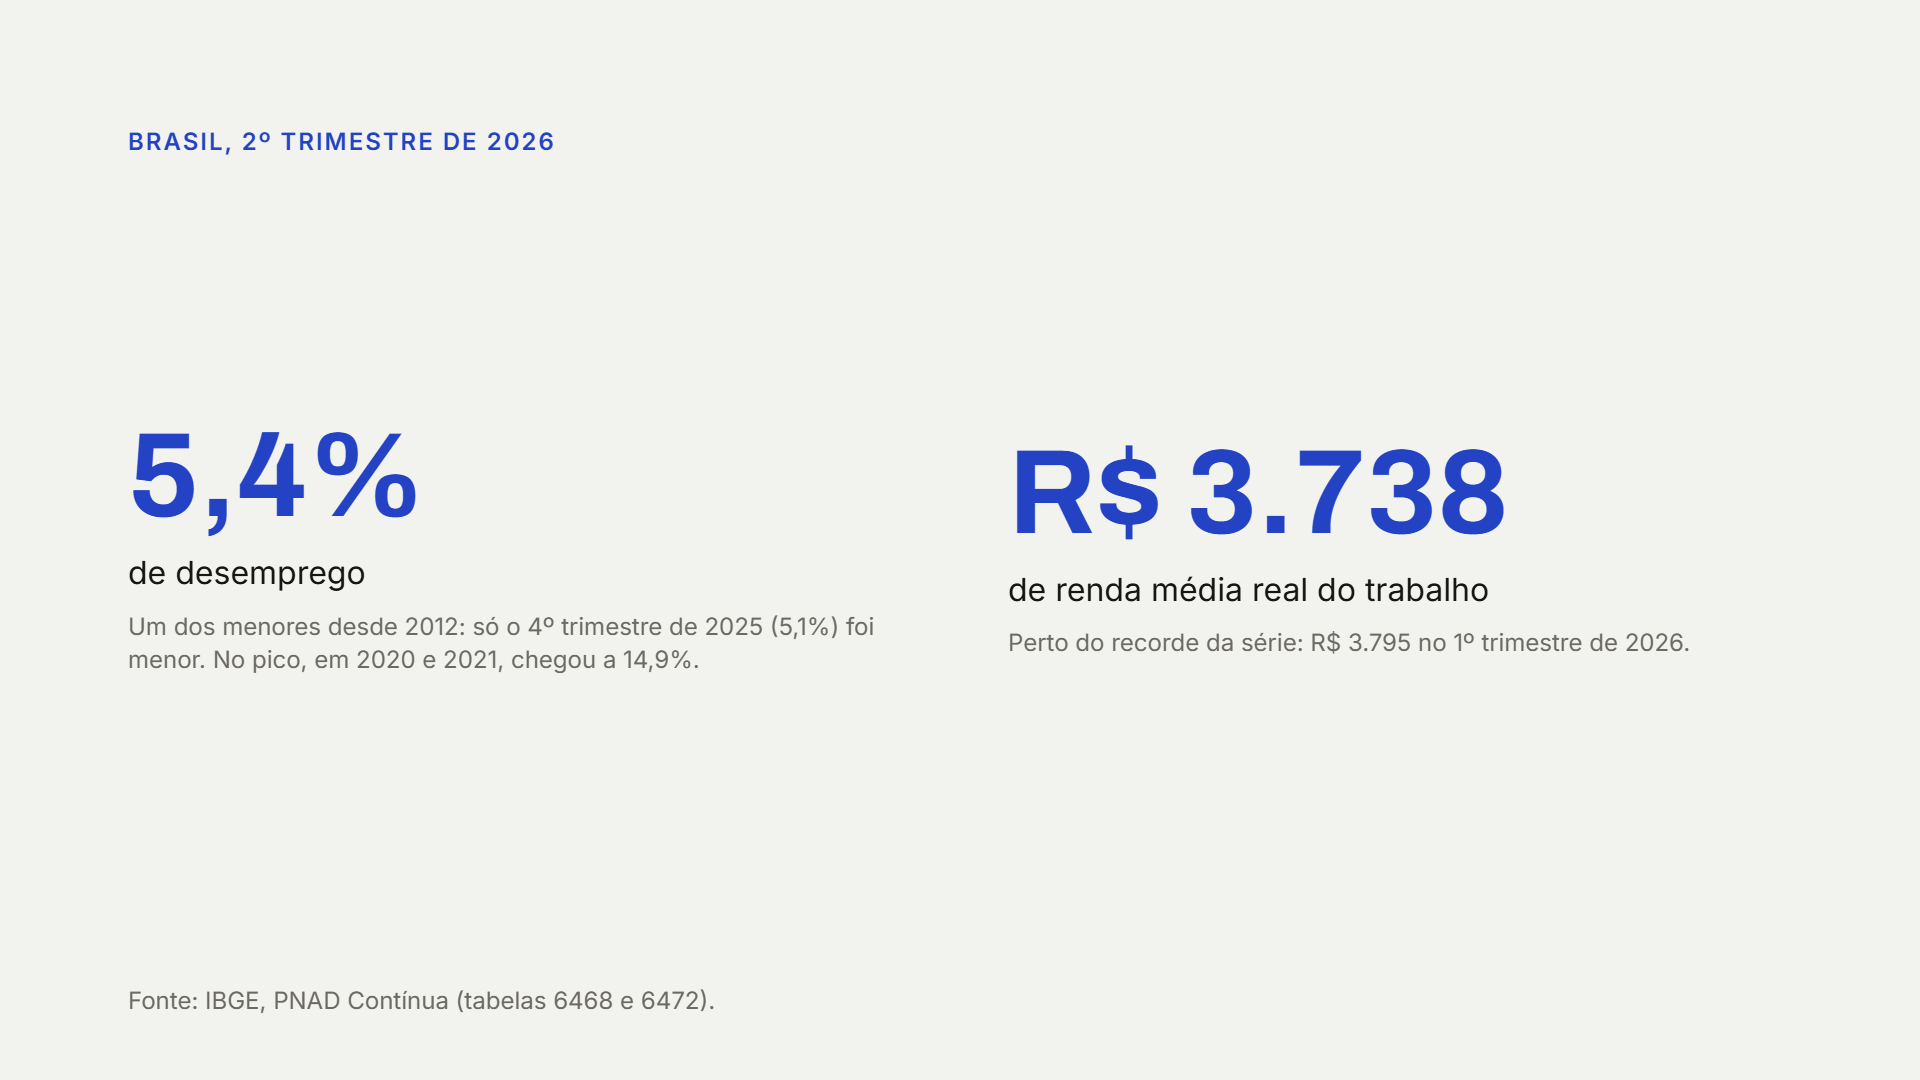 BRASIL, 2º TRIMESTRE DE 2026
5,4%
de desemprego
Um dos menores desde 2012: só o 4º trimestre de 2025 (5,1%) foi
menor. No pico, em 2020 e 2021, chegou a 14,9%.
R$ 3.738
de renda média real do trabalho
Perto do recorde da série: R$ 3.795 no 1º trimestre de 2026.
Fonte: IBGE, PNAD Contínua (tabelas 6468 e 6472).